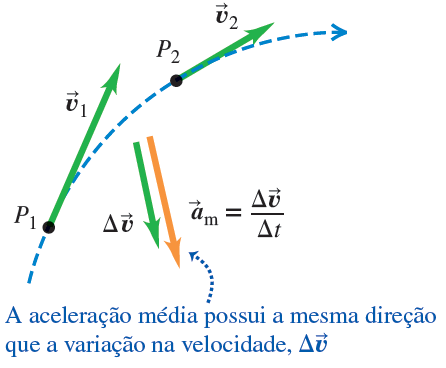 v⃗₂
P₂
v⃗₁
P₁
Δv⃗
a⃗ₘ = Δv⃗/Δt
A aceleração média possui a mesma direção
que a variação na velocidade, Δv⃗